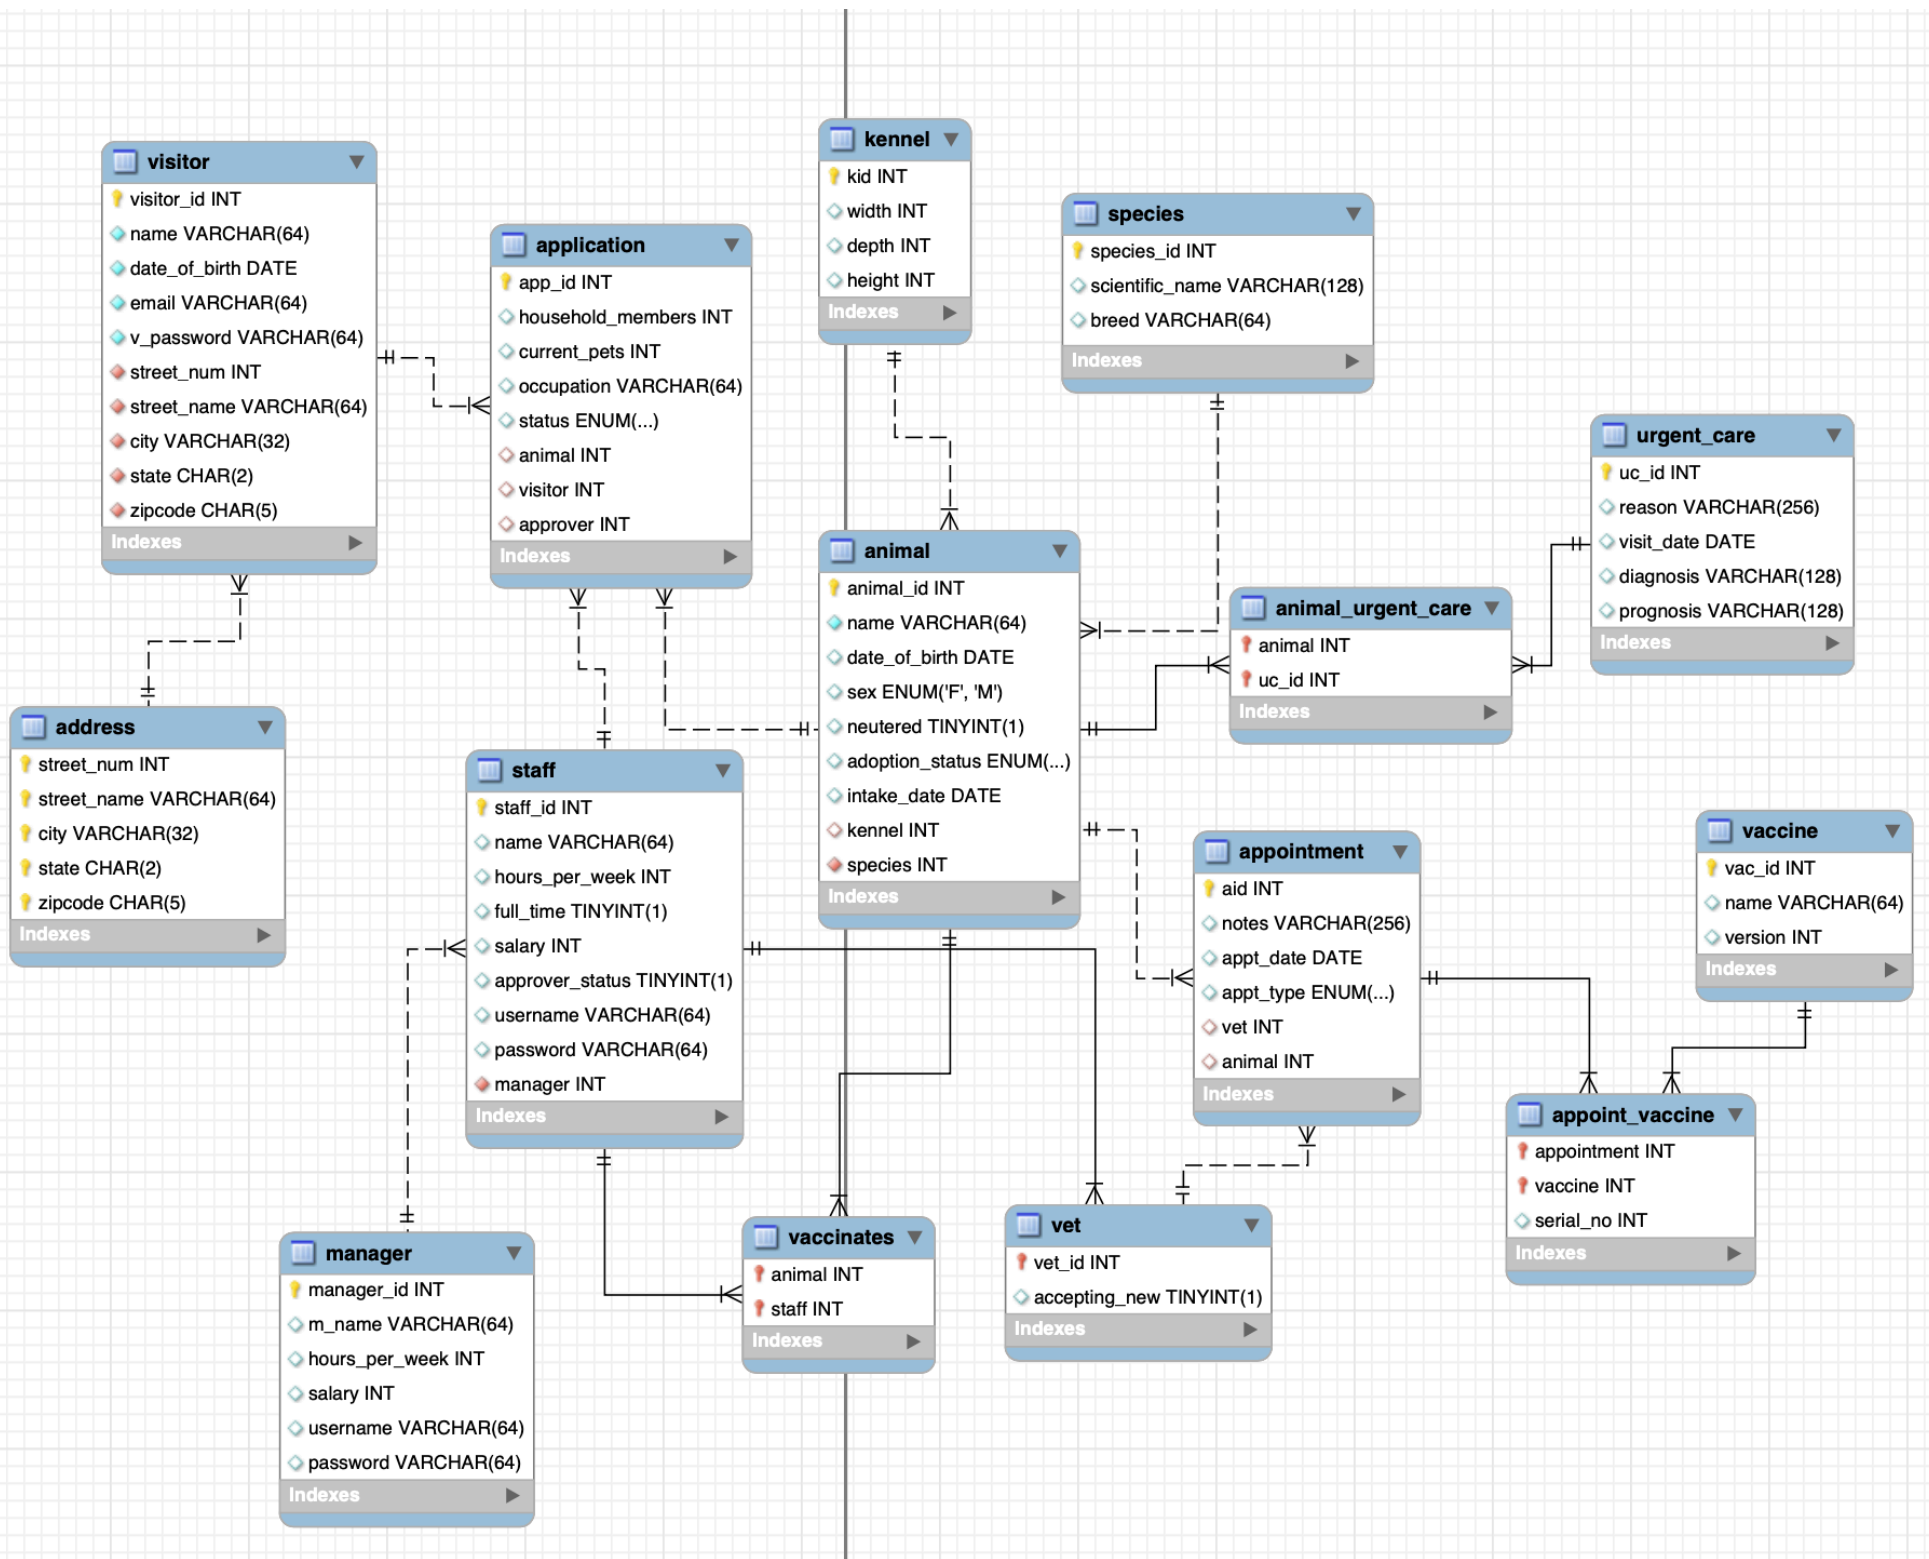 visitor
visitor_id INT
name VARCHAR(64)
date_of_birth DATE
email VARCHAR(64)
v_password VARCHAR(64)
street_num INT
street_name VARCHAR(64)
city VARCHAR(32)
state CHAR(2)
zipcode CHAR(5)
Indexes
application
app_id INT
household_members INT
current_pets INT
occupation VARCHAR(64)
status ENUM(...)
animal INT
visitor INT
approver INT
Indexes
kennel
kid INT
width INT
depth INT
height INT
Indexes
species
species_id INT
scientific_name VARCHAR(128)
breed VARCHAR(64)
Indexes
urgent_care
uc_id INT
reason VARCHAR(256)
visit_date DATE
diagnosis VARCHAR(128)
prognosis VARCHAR(128)
Indexes
animal
animal_id INT
name VARCHAR(64)
date_of_birth DATE
sex ENUM('F', 'M')
neutered TINYINT(1)
adoption_status ENUM(...)
intake_date DATE
kennel INT
species INT
Indexes
animal_urgent_care
animal INT
uc_id INT
Indexes
address
street_num INT
street_name VARCHAR(64)
city VARCHAR(32)
state CHAR(2)
zipcode CHAR(5)
Indexes
staff
staff_id INT
name VARCHAR(64)
hours_per_week INT
full_time TINYINT(1)
salary INT
approver_status TINYINT(1)
username VARCHAR(64)
password VARCHAR(64)
manager INT
Indexes
appointment
aid INT
notes VARCHAR(256)
appt_date DATE
appt_type ENUM(...)
vet INT
animal INT
Indexes
vaccine
vac_id INT
name VARCHAR(64)
version INT
Indexes
appoint_vaccine
appointment INT
vaccine INT
serial_no INT
Indexes
manager
manager_id INT
m_name VARCHAR(64)
hours_per_week INT
salary INT
username VARCHAR(64)
password VARCHAR(64)
Indexes
vaccinates
animal INT
staff INT
Indexes
vet
vet_id INT
accepting_new TINYINT(1)
Indexes